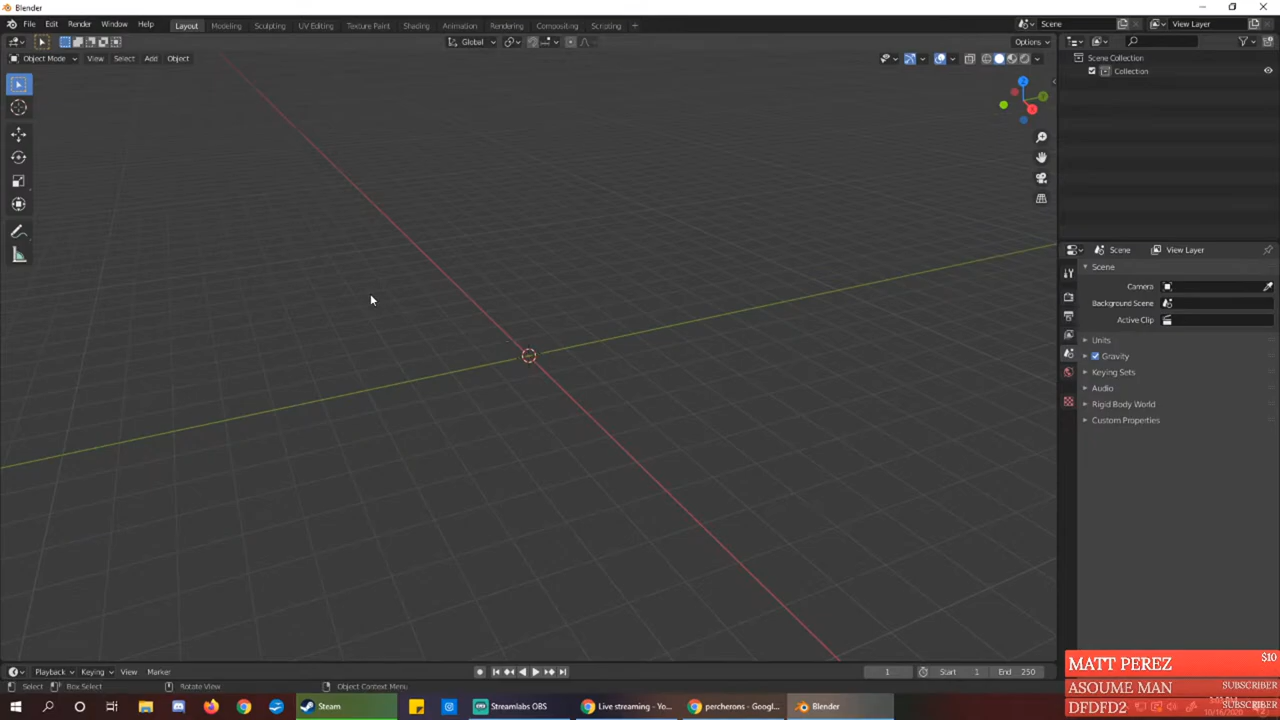 Blender
File Edit Render Window Help Layout Modeling Sculpting UV Editing Texture Paint Shading Animation Rendering Compositing Scripting + Scene View Layer
Global Options
Object Mode View Select Add Object
Scene Collection
Collection
Scene View Layer
Scene
Camera
Background Scene
Active Clip
Units
Gravity
Keying Sets
Audio
Rigid Body World
Custom Properties
Playback Keying View Marker 1 Start 1 End 250
Select Box Select Rotate View Object Context Menu
MATT PEREZ $10
ASOUME MAN SUBSCRIBER
DFDFD2 SUBSCRIBER
Steam Streamlabs OBS Live streaming - Yo... percherons - Googl... Blender
10/16/2020